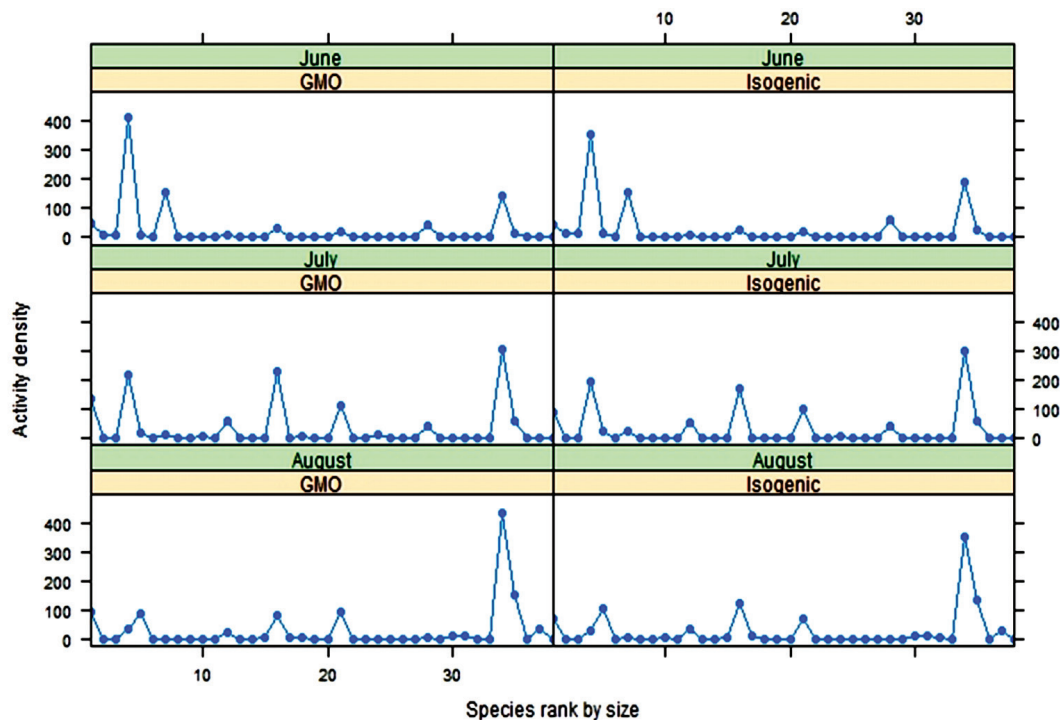 10 20 30
June June
GMO Isogenic
400
300
200
100
0
July July
GMO Isogenic
400
300
200
100
0
August August
GMO Isogenic
400
300
200
100
0
10 20 30
Activity density
Species rank by size